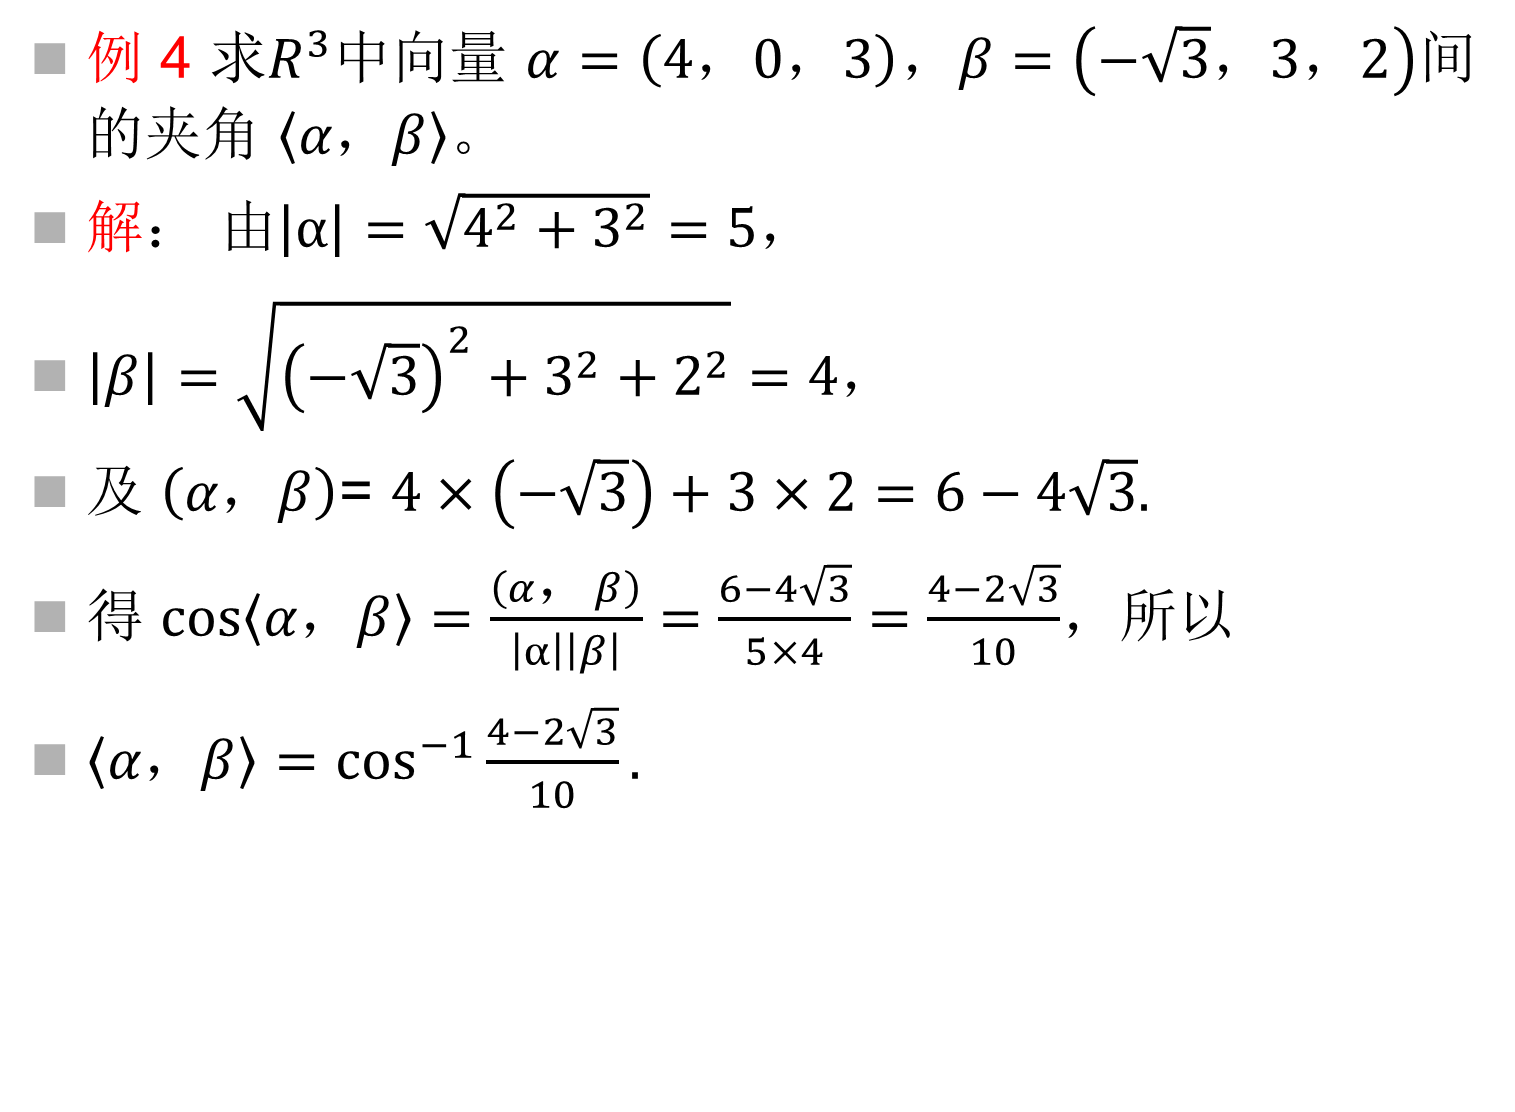 例 4 求R³中向量 α = (4，0，3)，β = (−√3，3，2)间
的夹角 ⟨α，β⟩。
解： 由|α| = √(4² + 3²) = 5，
|β| = √((−√3)² + 3² + 2²) = 4，
及 (α，β)= 4 × (−√3) + 3 × 2 = 6 − 4√3.
得 cos⟨α，β⟩ = (α，β)/(|α||β|) = (6−4√3)/(5×4) = (4−2√3)/10，所以
⟨α，β⟩ = cos⁻¹ (4−2√3)/10 .